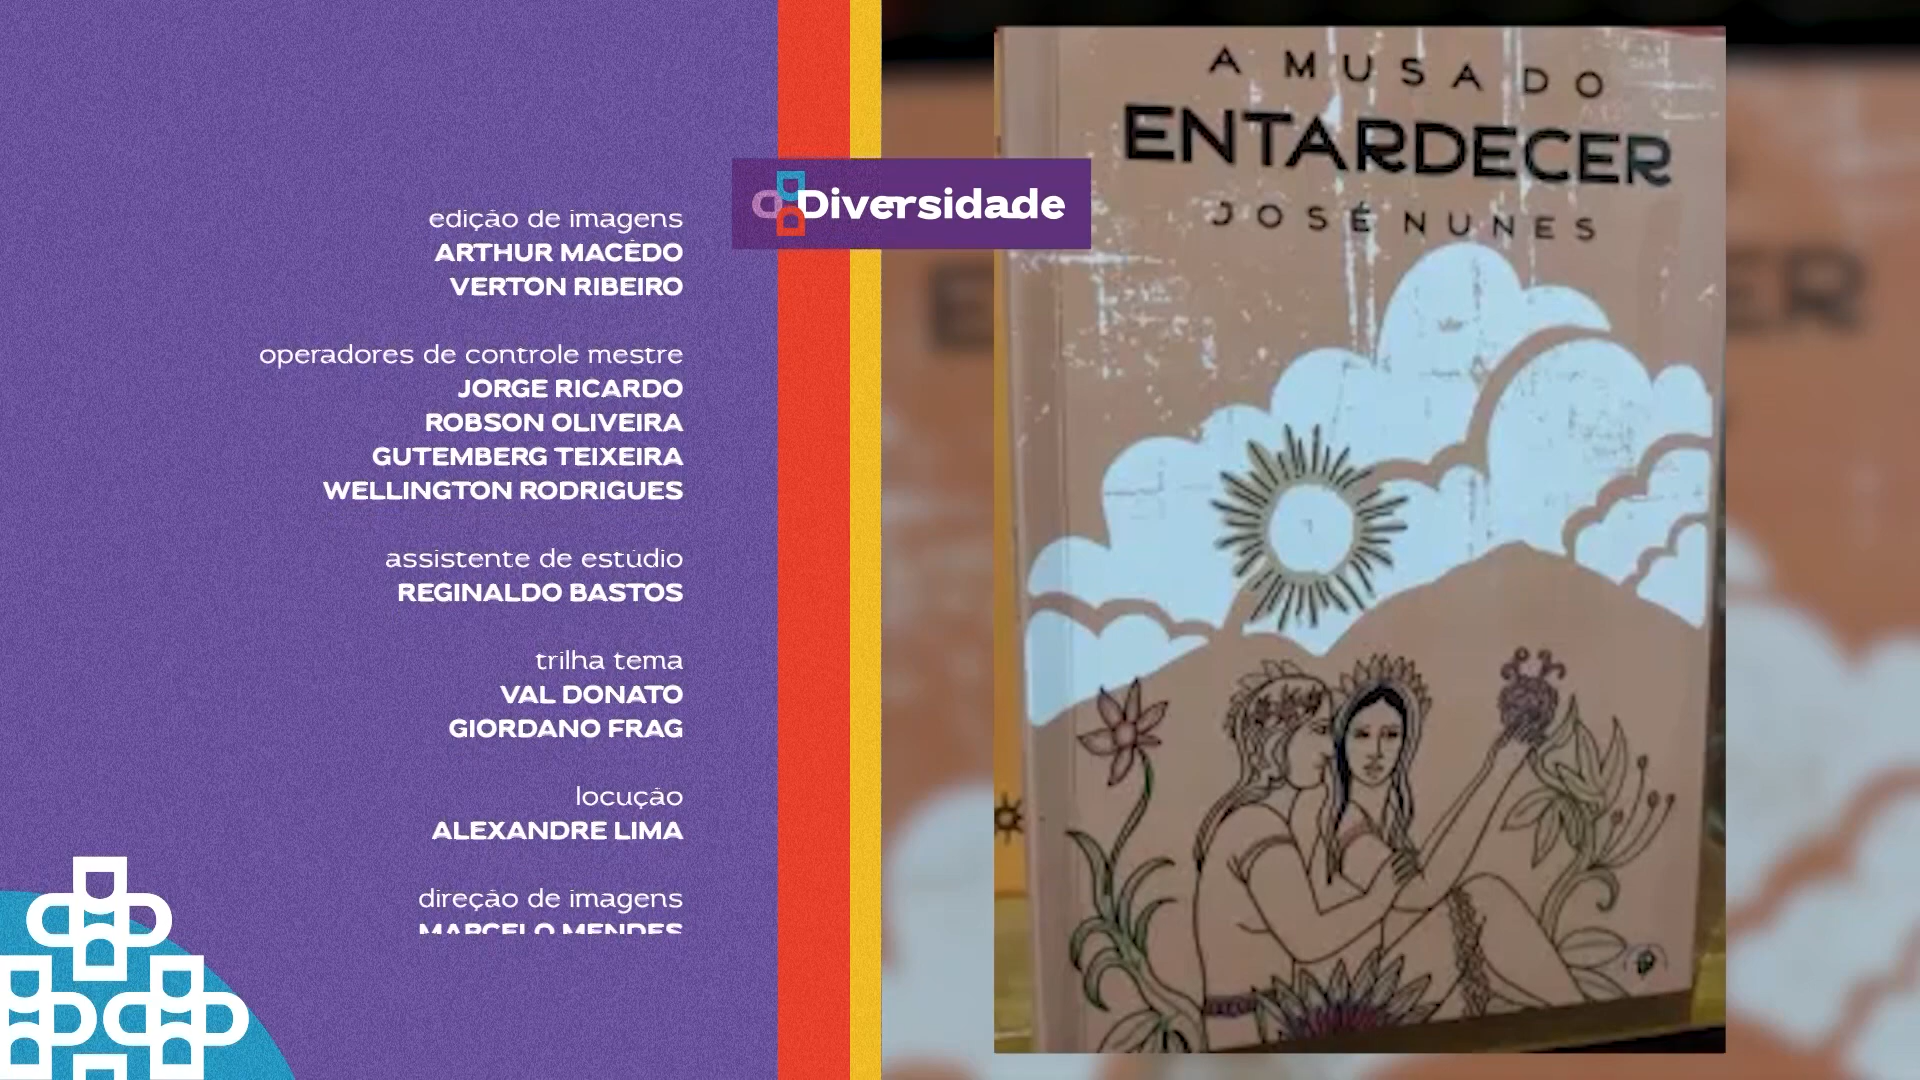 edição de imagens
ARTHUR MACÊDO
VERTON RIBEIRO
operadores de controle mestre
JORGE RICARDO
ROBSON OLIVEIRA
GUTEMBERG TEIXEIRA
WELLINGTON RODRIGUES
assistente de estúdio
REGINALDO BASTOS
trilha tema
VAL DONATO
GIORDANO FRAG
locução
ALEXANDRE LIMA
direção de imagens
MARCELO MENDES
Diversidade
A MUSA DO
ENTARDECER
JOSÉ NUNES